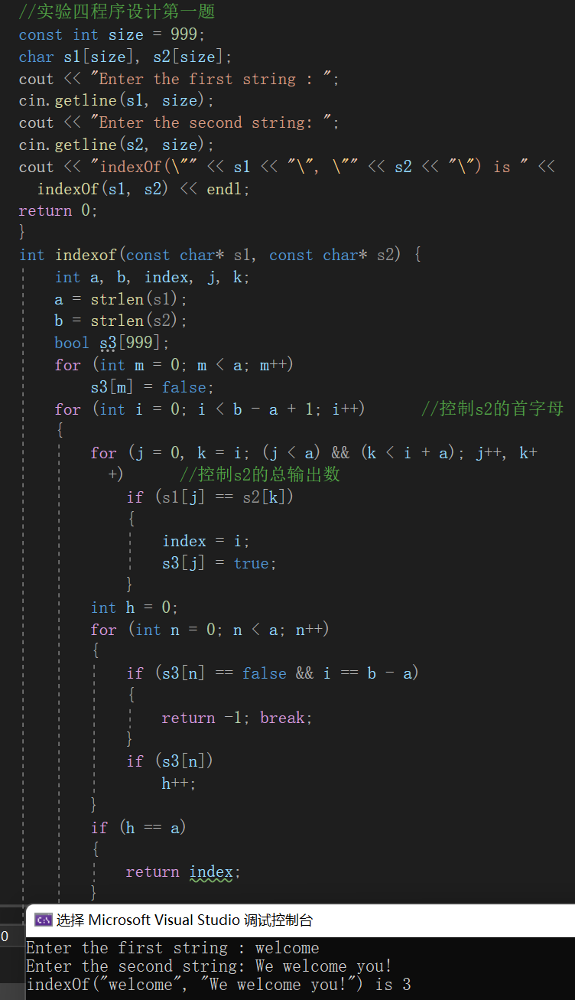 //实验四程序设计第一题
const int size = 999;
char s1[size], s2[size];
cout << "Enter the first string : ";
cin.getline(s1, size);
cout << "Enter the second string: ";
cin.getline(s2, size);
cout << "indexOf(\"" << s1 << "\", \"" << s2 << "\") is " <<
indexOf(s1, s2) << endl;
return 0;
}
int indexof(const char* s1, const char* s2) {
int a, b, index, j, k;
a = strlen(s1);
b = strlen(s2);
bool s3[999];
for (int m = 0; m < a; m++)
s3[m] = false;
for (int i = 0; i < b - a + 1; i++) //控制s2的首字母
{
for (j = 0, k = i; (j < a) && (k < i + a); j++, k+
+) //控制s2的总输出数
if (s1[j] == s2[k])
{
index = i;
s3[j] = true;
}
int h = 0;
for (int n = 0; n < a; n++)
{
if (s3[n] == false && i == b - a)
{
return -1; break;
}
if (s3[n])
h++;
}
if (h == a)
{
return index;
}
0
C:\ 选择 Microsoft Visual Studio 调试控制台
Enter the first string : welcome
Enter the second string: We welcome you!
indexOf("welcome", "We welcome you!") is 3